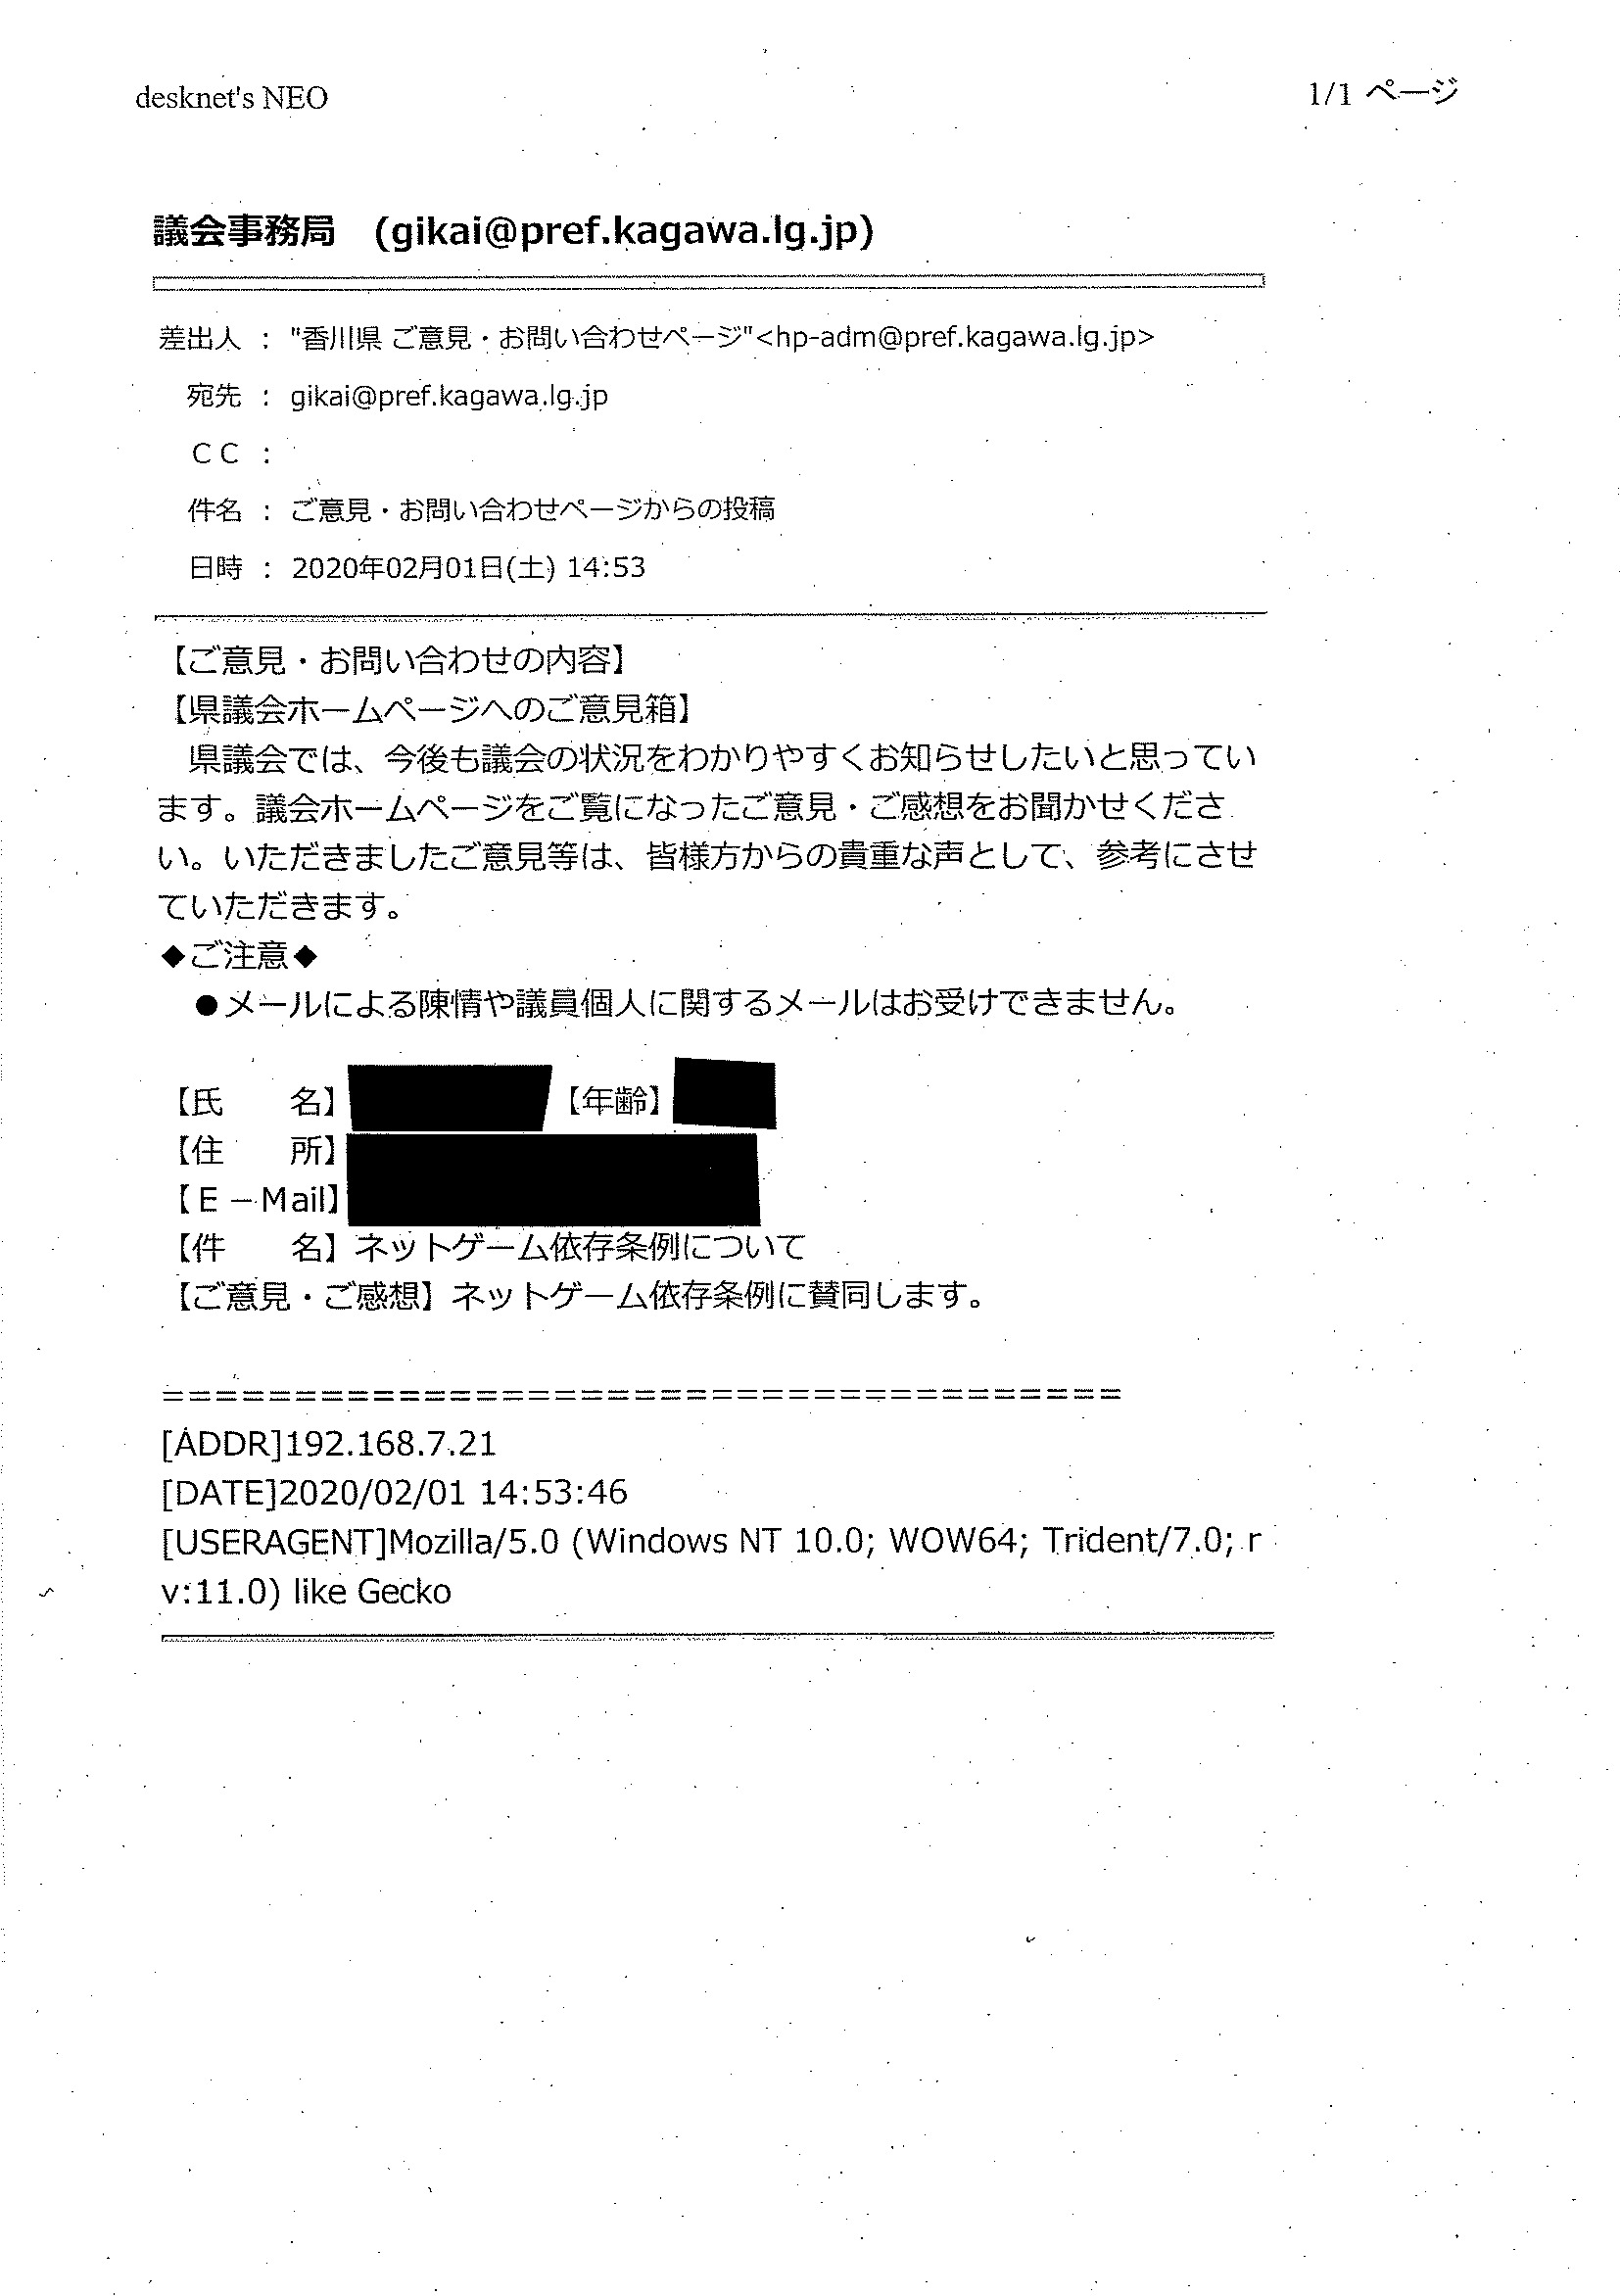 desknet's NEO
1/1 ページ
議会事務局　(gikai@pref.kagawa.lg.jp)
差出人 ： "香川県 ご意見・お問い合わせページ"<hp-adm@pref.kagawa.lg.jp>
宛先 ： gikai@pref.kagawa.lg.jp
ＣＣ ：
件名 ： ご意見・お問い合わせページからの投稿
日時 ： 2020年02月01日(土) 14:53
【ご意見・お問い合わせの内容】
【県議会ホームページへのご意見箱】
　県議会では、今後も議会の状況をわかりやすくお知らせしたいと思ってい
ます。議会ホームページをご覧になったご意見・ご感想をお聞かせくださ
い。いただきましたご意見等は、皆様方からの貴重な声として、参考にさせ
ていただきます。
◆ご注意◆
　●メールによる陳情や議員個人に関するメールはお受けできません。
【氏　　名】　【年齢】
【住　　所】
【Ｅ－Mail】
【件　　名】ネットゲーム依存条例について
【ご意見・ご感想】ネットゲーム依存条例に賛同します。
=====================================
[ADDR]192.168.7.21
[DATE]2020/02/01 14:53:46
[USERAGENT]Mozilla/5.0 (Windows NT 10.0; WOW64; Trident/7.0; r
v:11.0) like Gecko